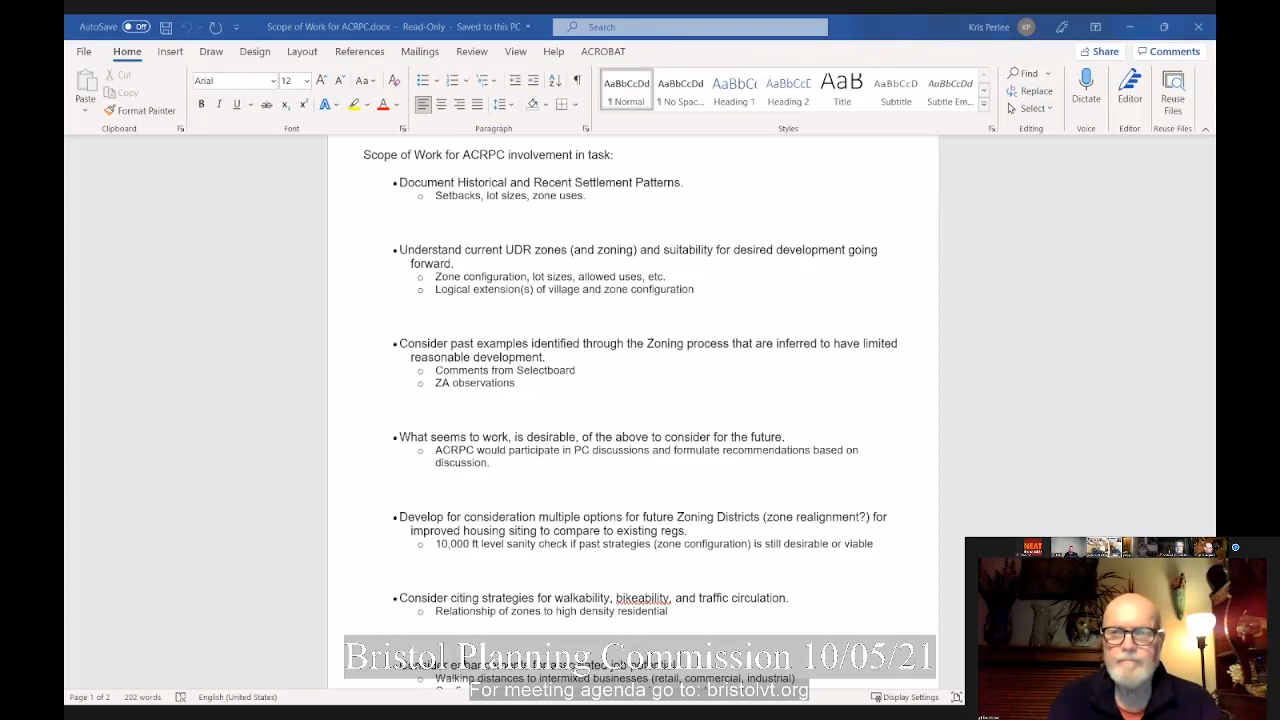 AutoSave Off Scope of Work for ACRPC.docx - Read-Only - Saved to this PC Search Kris Perlee KP
File Home Insert Draw Design Layout References Mailings Review View Help ACROBAT Share Comments
Paste Cut Copy Format Painter
Arial 12
AaBbCcDd AaBbCcDd AaBbCc AaBbCcD AaB AaBbCcD AaBbCcDd
¶ Normal ¶ No Spac... Heading 1 Heading 2 Title Subtitle Subtle Em...
Find Replace Select Dictate Editor Reuse Files
Clipboard Font Paragraph Styles Editing Voice Editor Reuse Files
Scope of Work for ACRPC involvement in task:
• Document Historical and Recent Settlement Patterns.
o Setbacks, lot sizes, zone uses.
• Understand current UDR zones (and zoning) and suitability for desired development going
forward.
o Zone configuration, lot sizes, allowed uses, etc.
o Logical extension(s) of village and zone configuration
• Consider past examples identified through the Zoning process that are inferred to have limited
reasonable development.
o Comments from Selectboard
o ZA observations
• What seems to work, is desirable, of the above to consider for the future.
o ACRPC would participate in PC discussions and formulate recommendations based on
discussion.
• Develop for consideration multiple options for future Zoning Districts (zone realignment?) for
improved housing siting to compare to existing regs.
o 10,000 ft level sanity check if past strategies (zone configuration) is still desirable or viable
• Consider citing strategies for walkability, bikeability, and traffic circulation.
o Relationship of zones to high density residential
Bristol Planning Commission 10/05/21
Walking distances to intermixed businesses (retail, commercial, industrial)
For meeting agenda go to: bristolvt.org
Page 1 of 2 202 words English (United States) Display Settings
NEAT